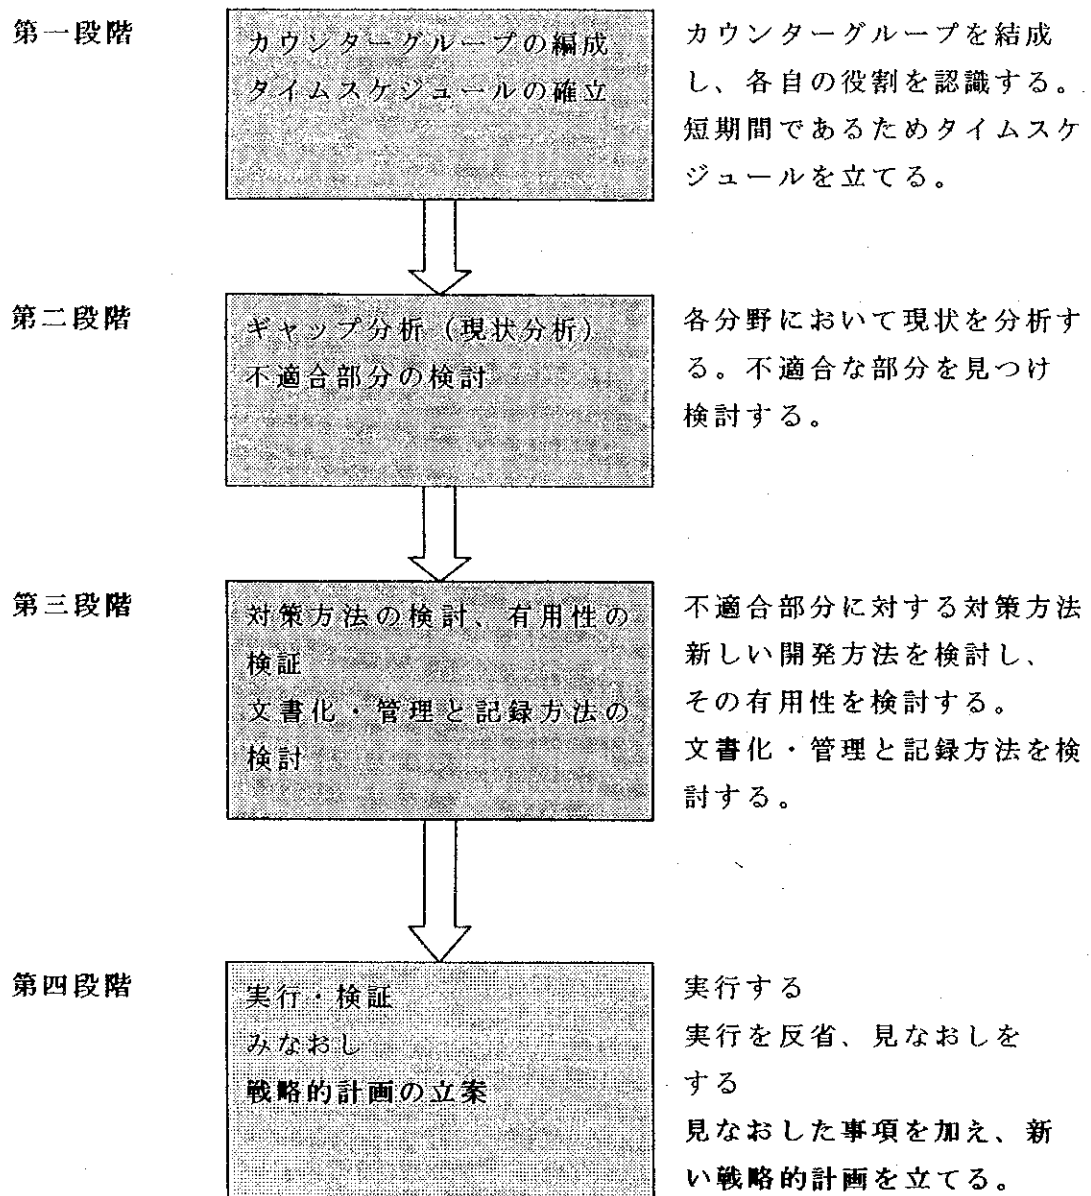 第一段階
カウンターグループの編成
タイムスケジュールの確立
カウンターグループを結成
し、各自の役割を認識する。
短期間であるためタイムスケ
ジュールを立てる。
第二段階
ギャップ分析（現状分析）
不適合部分の検討
各分野において現状を分析す
る。不適合な部分を見つけ
検討する。
第三段階
対策方法の検討、有用性の
検証
文書化・管理と記録方法の
検討
不適合部分に対する対策方法
新しい開発方法を検討し、
その有用性を検討する。
文書化・管理と記録方法を検
討する。
第四段階
実行・検証
みなおし
戦略的計画の立案
実行する
実行を反省、見なおしを
する
見なおした事項を加え、新
い戦略的計画を立てる。